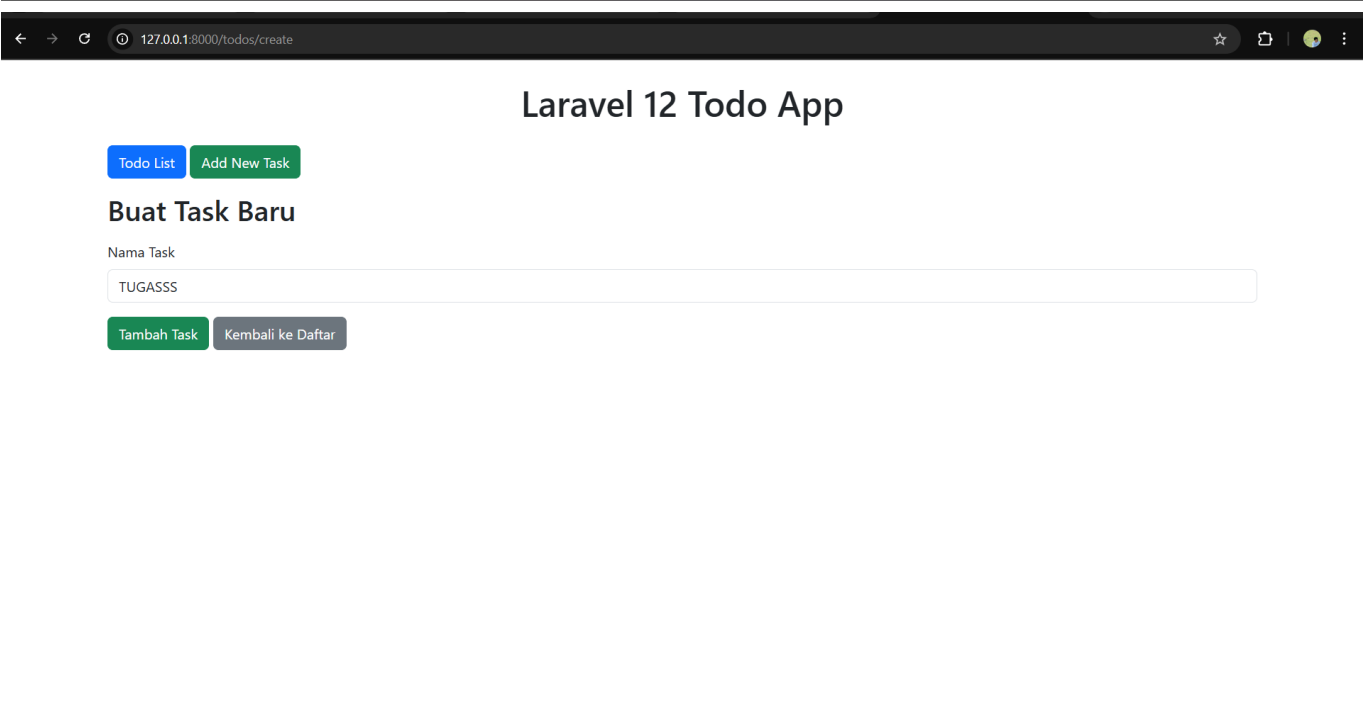 127.0.0.1:8000/todos/create
Laravel 12 Todo App
Todo List Add New Task
Buat Task Baru
Nama Task
TUGASSS
Tambah Task Kembali ke Daftar